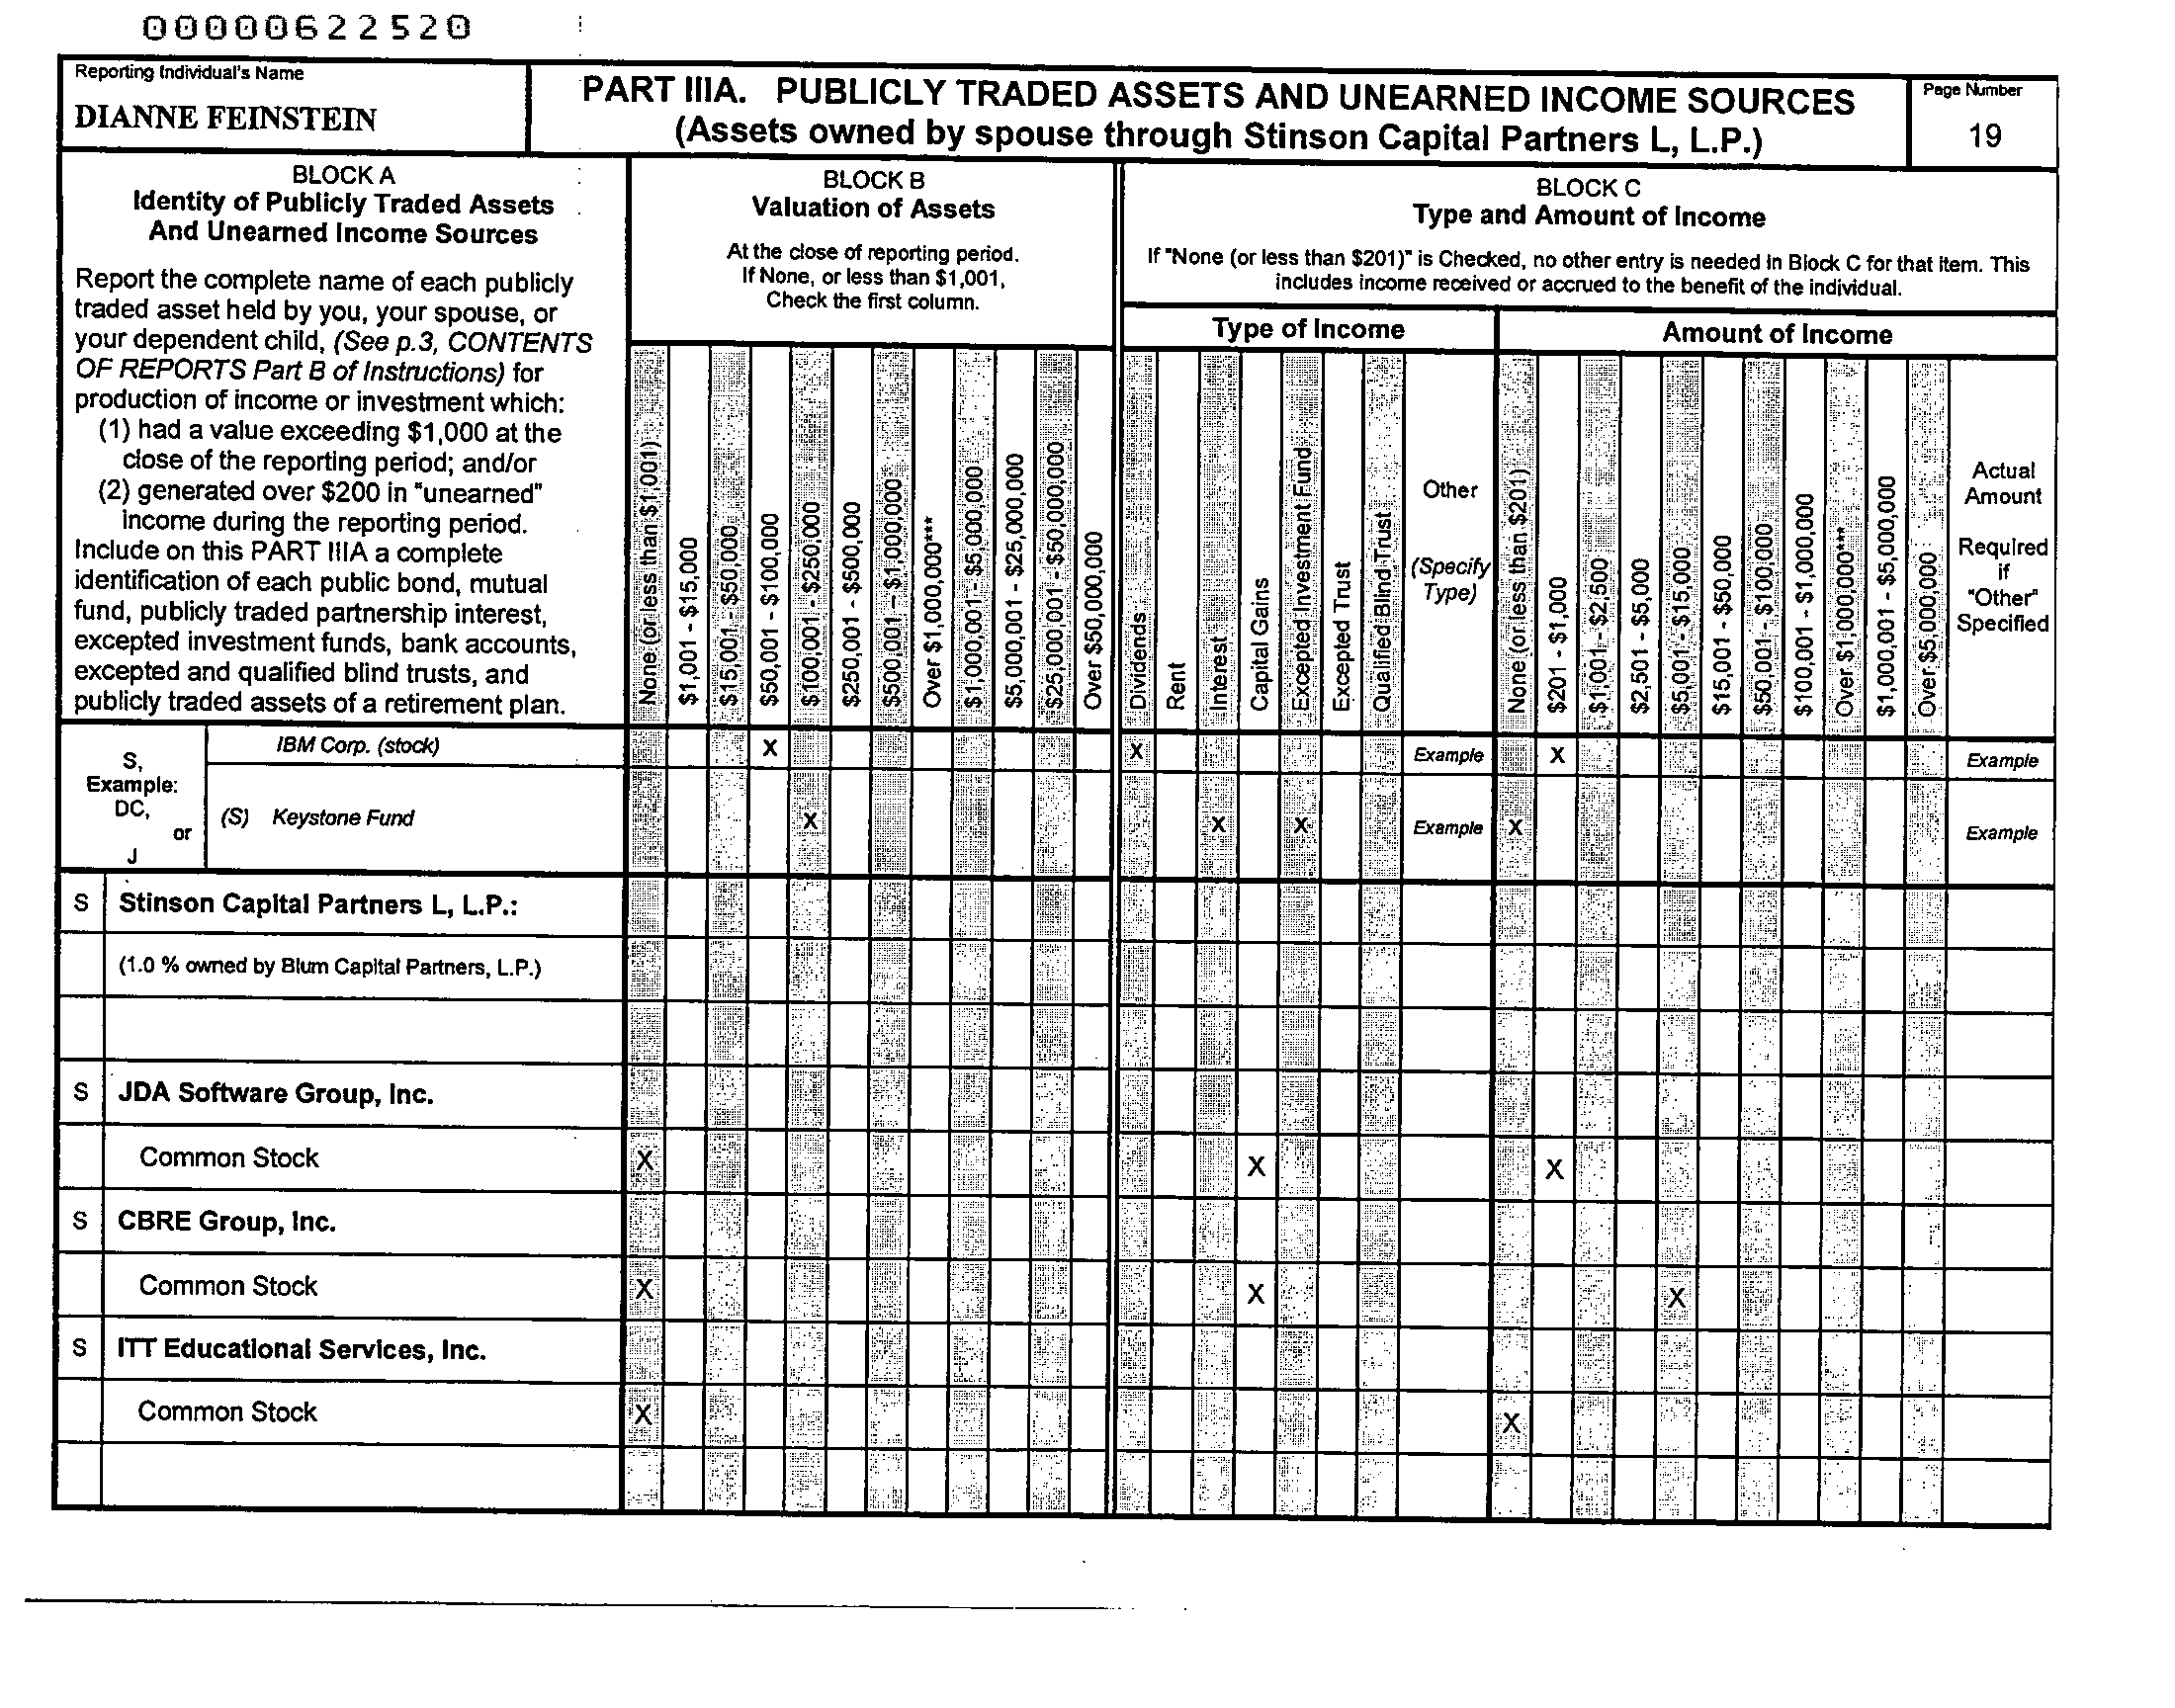 00000622520
Reporting Individual's Name
DIANNE FEINSTEIN
PART IIIA. PUBLICLY TRADED ASSETS AND UNEARNED INCOME SOURCES
(Assets owned by spouse through Stinson Capital Partners L, L.P.)
Page Number
19
BLOCK A
Identity of Publicly Traded Assets
And Unearned Income Sources
Report the complete name of each publicly
traded asset held by you, your spouse, or
your dependent child, (See p.3, CONTENTS
OF REPORTS Part B of Instructions) for
production of income or investment which:
(1) had a value exceeding $1,000 at the
close of the reporting period; and/or
(2) generated over $200 in "unearned"
income during the reporting period.
Include on this PART IIIA a complete
identification of each public bond, mutual
fund, publicly traded partnership interest,
excepted investment funds, bank accounts,
excepted and qualified blind trusts, and
publicly traded assets of a retirement plan.
BLOCK B
Valuation of Assets
At the close of reporting period.
If None, or less than $1,001,
Check the first column.
None (or less than $1,001)
$1,001 - $15,000
$15,001 - $50,000
$50,001 - $100,000
$100,001 - $250,000
$250,001 - $500,000
$500,001 - $1,000,000
Over $1,000,000***
$1,000,001 - $5,000,000
$5,000,001 - $25,000,000
$25,000,001 - $50,000,000
Over $50,000,000
BLOCK C
Type and Amount of Income
If "None (or less than $201)" is Checked, no other entry is needed in Block C for that item. This
includes income received or accrued to the benefit of the individual.
Type of Income
Dividends
Rent
Interest
Capital Gains
Excepted Investment Fund
Excepted Trust
Qualified Blind Trust
Other
(Specify
Type)
Amount of Income
None (or less than $201)
$201 - $1,000
$1,001 - $2,500
$2,501 - $5,000
$5,001 - $15,000
$15,001 - $50,000
$50,001 - $100,000
$100,001 - $1,000,000
Over $1,000,000***
$1,000,001 - $5,000,000
Over $5,000,000
Actual
Amount
Required
if
"Other"
Specified
S,
Example:
DC,
or
J
IBM Corp. (stock) X X Example X Example
(S) Keystone Fund X X X Example X Example
S Stinson Capital Partners L, L.P.:
(1.0 % owned by Blum Capital Partners, L.P.)
S JDA Software Group, Inc.
Common Stock X X X
S CBRE Group, Inc.
Common Stock X X X
S ITT Educational Services, Inc.
Common Stock X X